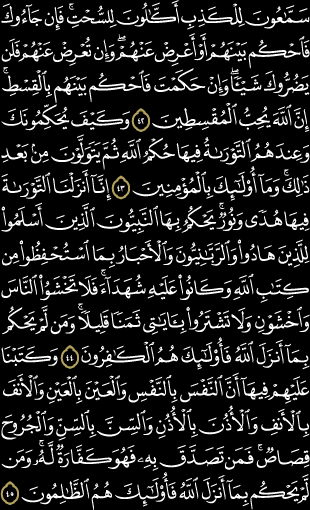 سَمَّٰعُونَ لِلْكَذِبِ أَكَّٰلُونَ لِلسُّحْتِ ۚ فَإِن جَآءُوكَ
فَٱحْكُم بَيْنَهُمْ أَوْ أَعْرِضْ عَنْهُمْ ۖ وَإِن تُعْرِضْ عَنْهُمْ فَلَن
يَضُرُّوكَ شَيْـًٔا ۖ وَإِنْ حَكَمْتَ فَٱحْكُم بَيْنَهُم بِٱلْقِسْطِ ۚ
إِنَّ ٱللَّهَ يُحِبُّ ٱلْمُقْسِطِينَ ٤٢ وَكَيْفَ يُحَكِّمُونَكَ
وَعِندَهُمُ ٱلتَّوْرَىٰةُ فِيهَا حُكْمُ ٱللَّهِ ثُمَّ يَتَوَلَّوْنَ مِنۢ بَعْدِ
ذَٰلِكَ ۚ وَمَآ أُو۟لَٰٓئِكَ بِٱلْمُؤْمِنِينَ ٤٣ إِنَّآ أَنزَلْنَا ٱلتَّوْرَىٰةَ
فِيهَا هُدًى وَنُورٌ ۚ يَحْكُمُ بِهَا ٱلنَّبِيُّونَ ٱلَّذِينَ أَسْلَمُوا۟
لِلَّذِينَ هَادُوا۟ وَٱلرَّبَّٰنِيُّونَ وَٱلْأَحْبَارُ بِمَا ٱسْتُحْفِظُوا۟ مِن
كِتَٰبِ ٱللَّهِ وَكَانُوا۟ عَلَيْهِ شُهَدَآءَ ۚ فَلَا تَخْشَوُا۟ ٱلنَّاسَ
وَٱخْشَوْنِ وَلَا تَشْتَرُوا۟ بِـَٔايَٰتِى ثَمَنًا قَلِيلًا ۚ وَمَن لَّمْ يَحْكُم
بِمَآ أَنزَلَ ٱللَّهُ فَأُو۟لَٰٓئِكَ هُمُ ٱلْكَٰفِرُونَ ٤٤ وَكَتَبْنَا
عَلَيْهِمْ فِيهَآ أَنَّ ٱلنَّفْسَ بِٱلنَّفْسِ وَٱلْعَيْنَ بِٱلْعَيْنِ وَٱلْأَنفَ
بِٱلْأَنفِ وَٱلْأُذُنَ بِٱلْأُذُنِ وَٱلسِّنَّ بِٱلسِّنِّ وَٱلْجُرُوحَ
قِصَاصٌ ۚ فَمَن تَصَدَّقَ بِهِۦ فَهُوَ كَفَّارَةٌ لَّهُۥ ۚ وَمَن
لَّمْ يَحْكُم بِمَآ أَنزَلَ ٱللَّهُ فَأُو۟لَٰٓئِكَ هُمُ ٱلظَّٰلِمُونَ ٤٥